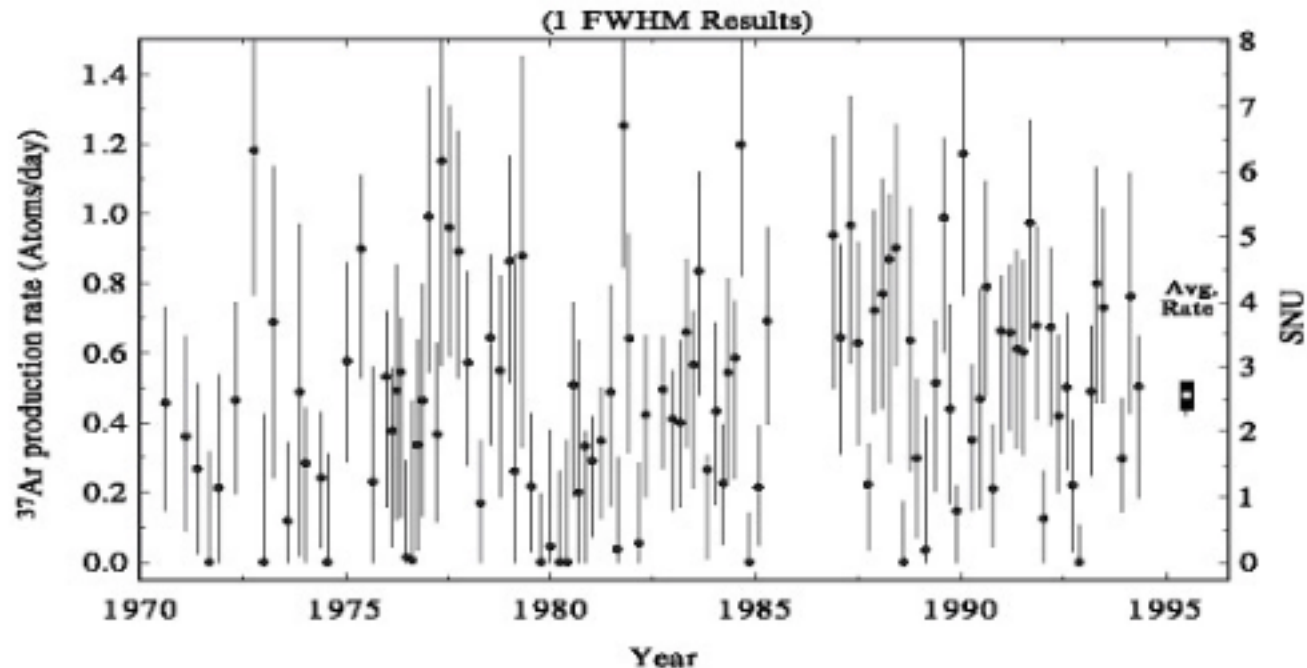 (1 FWHM Results)
³⁷Ar production rate (Atoms/day)
1.4
1.2
1.0
0.8
0.6
0.4
0.2
0.0
8
7
6
5
4
3
2
1
0
SNU
Avg.
Rate
1970 1975 1980 1985 1990 1995
Year